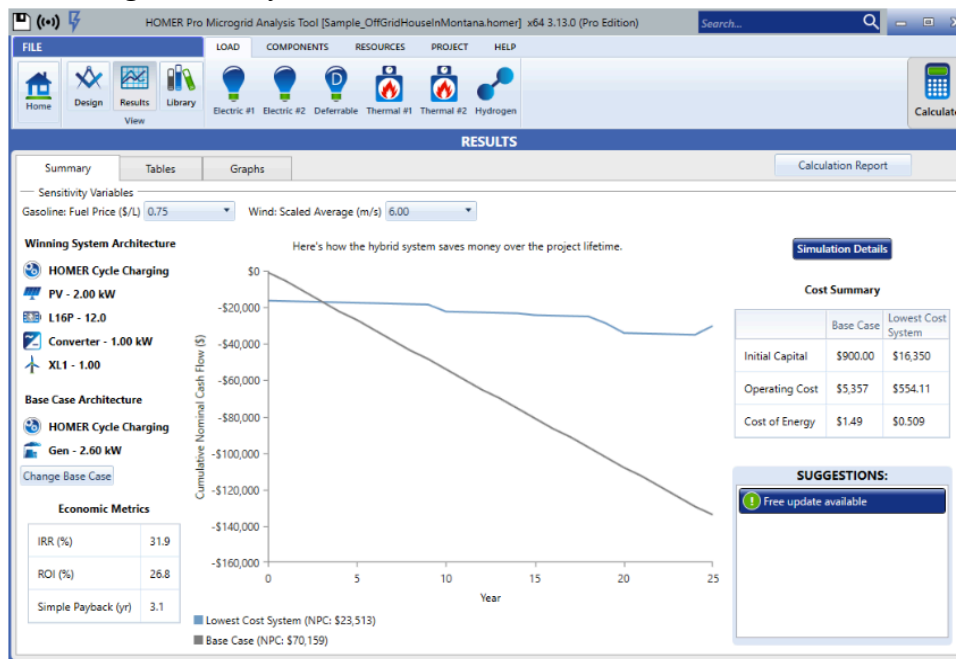 HOMER Pro Microgrid Analysis Tool [Sample_OffGridHouseInMontana.homer] x64 3.13.0 (Pro Edition)
Search...
FILE
LOAD COMPONENTS RESOURCES PROJECT HELP
Home
Design
Results
Library
View
Electric #1
Electric #2
D
Deferrable
Thermal #1
Thermal #2
Hydrogen
Calculate
RESULTS
Summary
Tables
Graphs
Calculation Report
Sensitivity Variables
Gasoline: Fuel Price ($/L) 0.75
Wind: Scaled Average (m/s) 6.00
Winning System Architecture
HOMER Cycle Charging
PV - 2.00 kW
L16P - 12.0
Converter - 1.00 kW
XL1 - 1.00
Base Case Architecture
HOMER Cycle Charging
Gen - 2.60 kW
Change Base Case
Economic Metrics
IRR (%) 31.9
ROI (%) 26.8
Simple Payback (yr) 3.1
Here's how the hybrid system saves money over the project lifetime.
Cumulative Nominal Cash Flow ($)
$0
-$20,000
-$40,000
-$60,000
-$80,000
-$100,000
-$120,000
-$140,000
-$160,000
0 5 10 15 20 25
Year
Lowest Cost System (NPC: $23,513)
Base Case (NPC: $70,159)
Simulation Details
Cost Summary
Base Case
Lowest Cost
System
Initial Capital $900.00 $16,350
Operating Cost $5,357 $554.11
Cost of Energy $1.49 $0.509
SUGGESTIONS:
Free update available